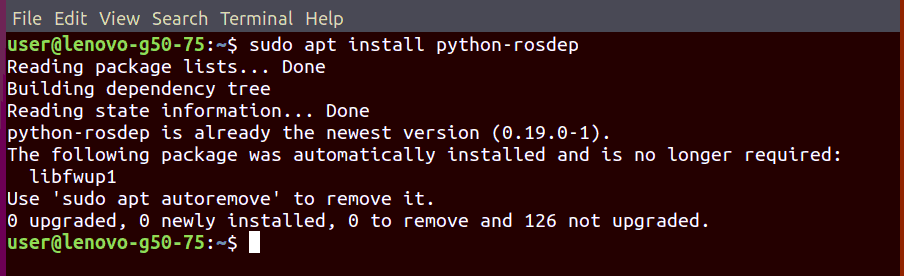 File Edit View Search Terminal Help
user@lenovo-g50-75:~$ sudo apt install python-rosdep
Reading package lists... Done
Building dependency tree
Reading state information... Done
python-rosdep is already the newest version (0.19.0-1).
The following package was automatically installed and is no longer required:
  libfwup1
Use 'sudo apt autoremove' to remove it.
0 upgraded, 0 newly installed, 0 to remove and 126 not upgraded.
user@lenovo-g50-75:~$